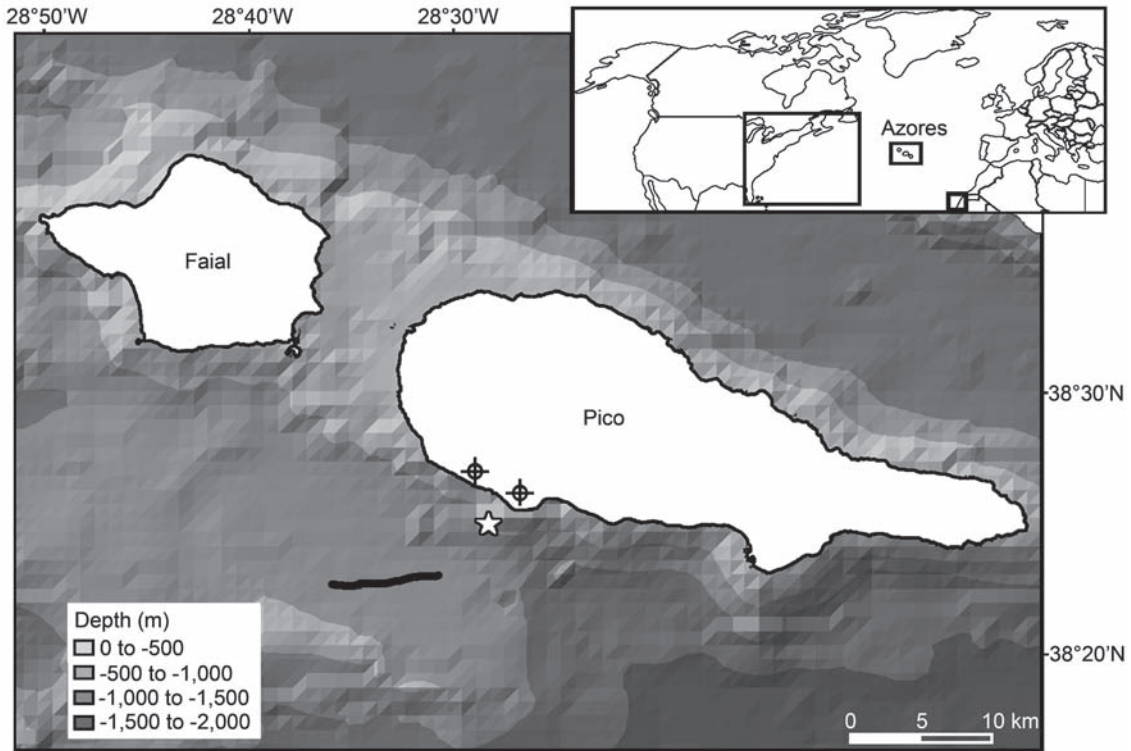 28°50'W 28°40'W 28°30'W
Azores
Faial
Pico
38°30'N
38°20'N
Depth (m)
0 to -500
-500 to -1,000
-1,000 to -1,500
-1,500 to -2,000
0 5 10 km